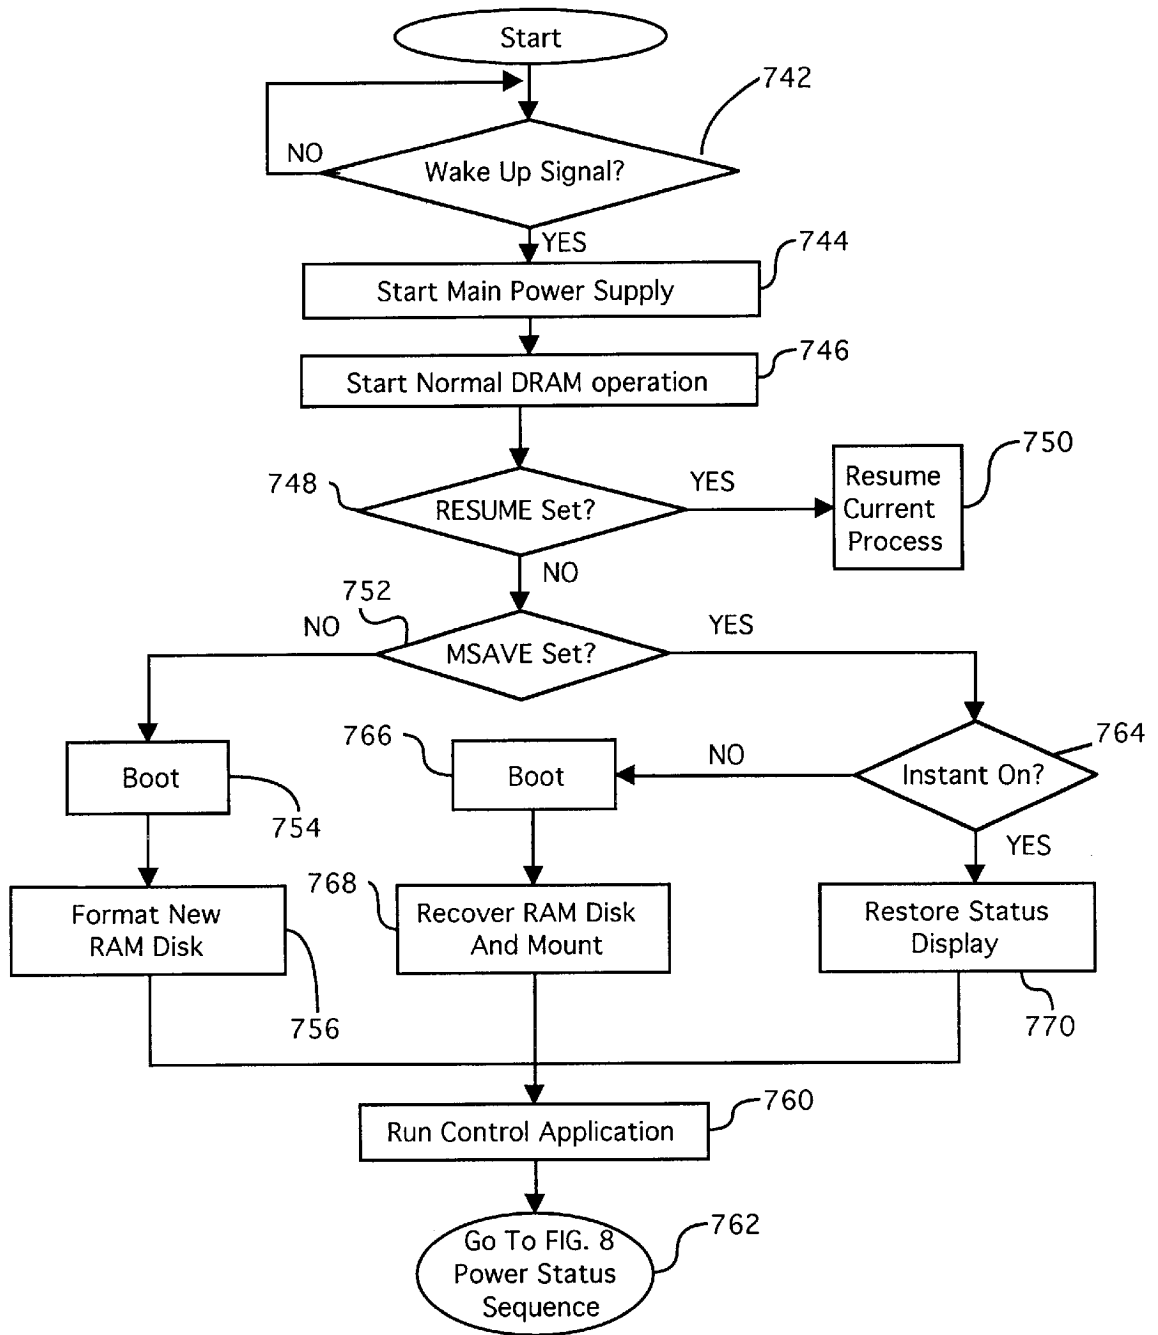 Start
742
NO
Wake Up Signal?
YES
744
Start Main Power Supply
746
Start Normal DRAM operation
748
RESUME Set?
YES
750
Resume
Current
Process
NO
752
NO
MSAVE Set?
YES
766
Boot
754
Boot
NO
Instant On?
764
YES
Format New
RAM Disk
756
768
Recover RAM Disk
And Mount
Restore Status
Display
770
760
Run Control Application
762
Go To FIG. 8
Power Status
Sequence